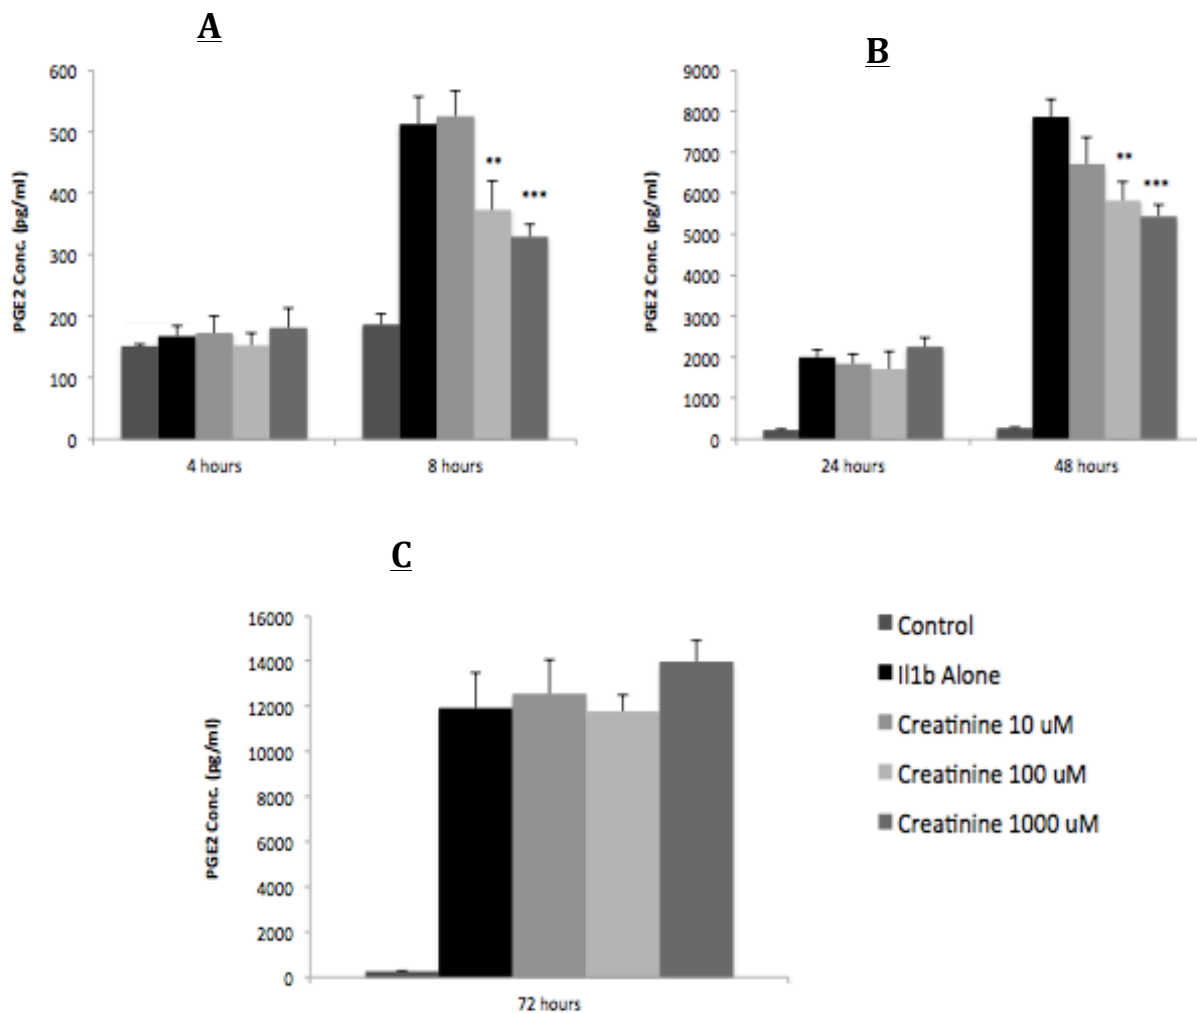 A
600
500
400
300
200
100
0
PGE2 Conc. (pg/ml)
**
***
4 hours
8 hours
B
9000
8000
7000
6000
5000
4000
3000
2000
1000
0
PGE2 Conc. (pg/ml)
**
***
24 hours
48 hours
C
16000
14000
12000
10000
8000
6000
4000
2000
0
PGE2 Conc. (pg/ml)
72 hours
Control
Il1b Alone
Creatinine 10 uM
Creatinine 100 uM
Creatinine 1000 uM